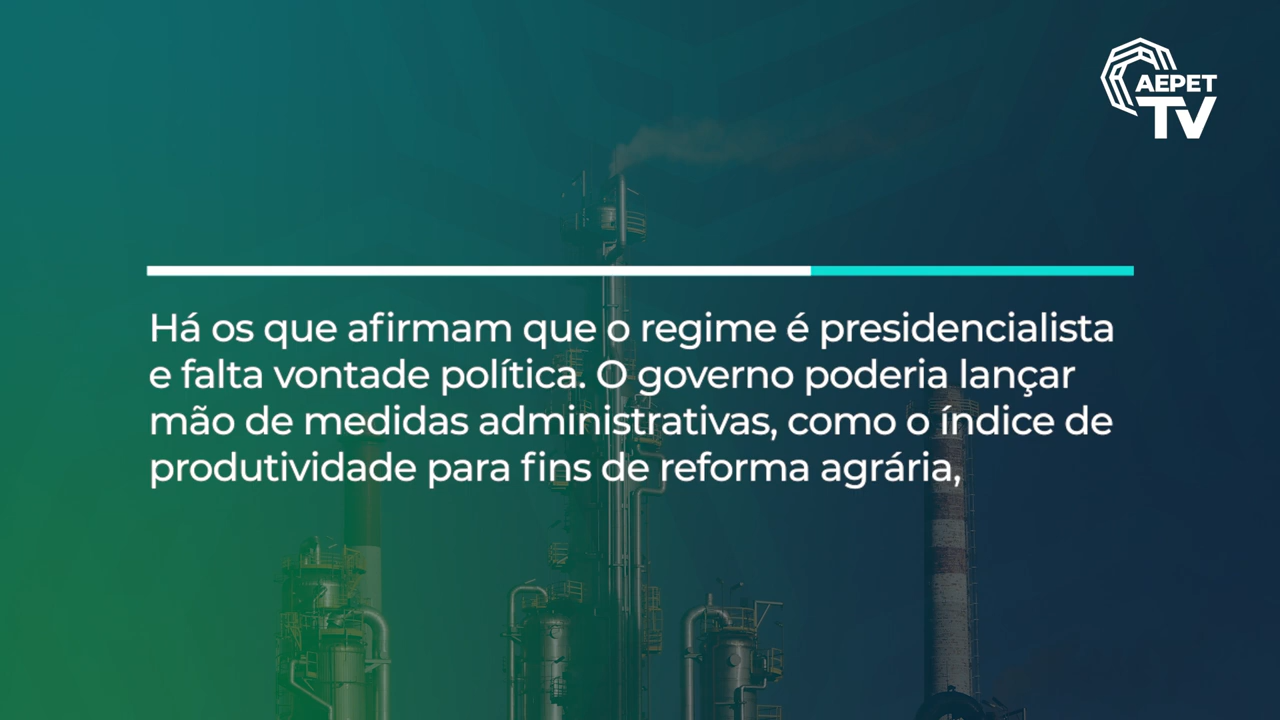 AEPET
TV
Há os que afirmam que o regime é presidencialista
e falta vontade política. O governo poderia lançar
mão de medidas administrativas, como o índice de
produtividade para fins de reforma agrária,